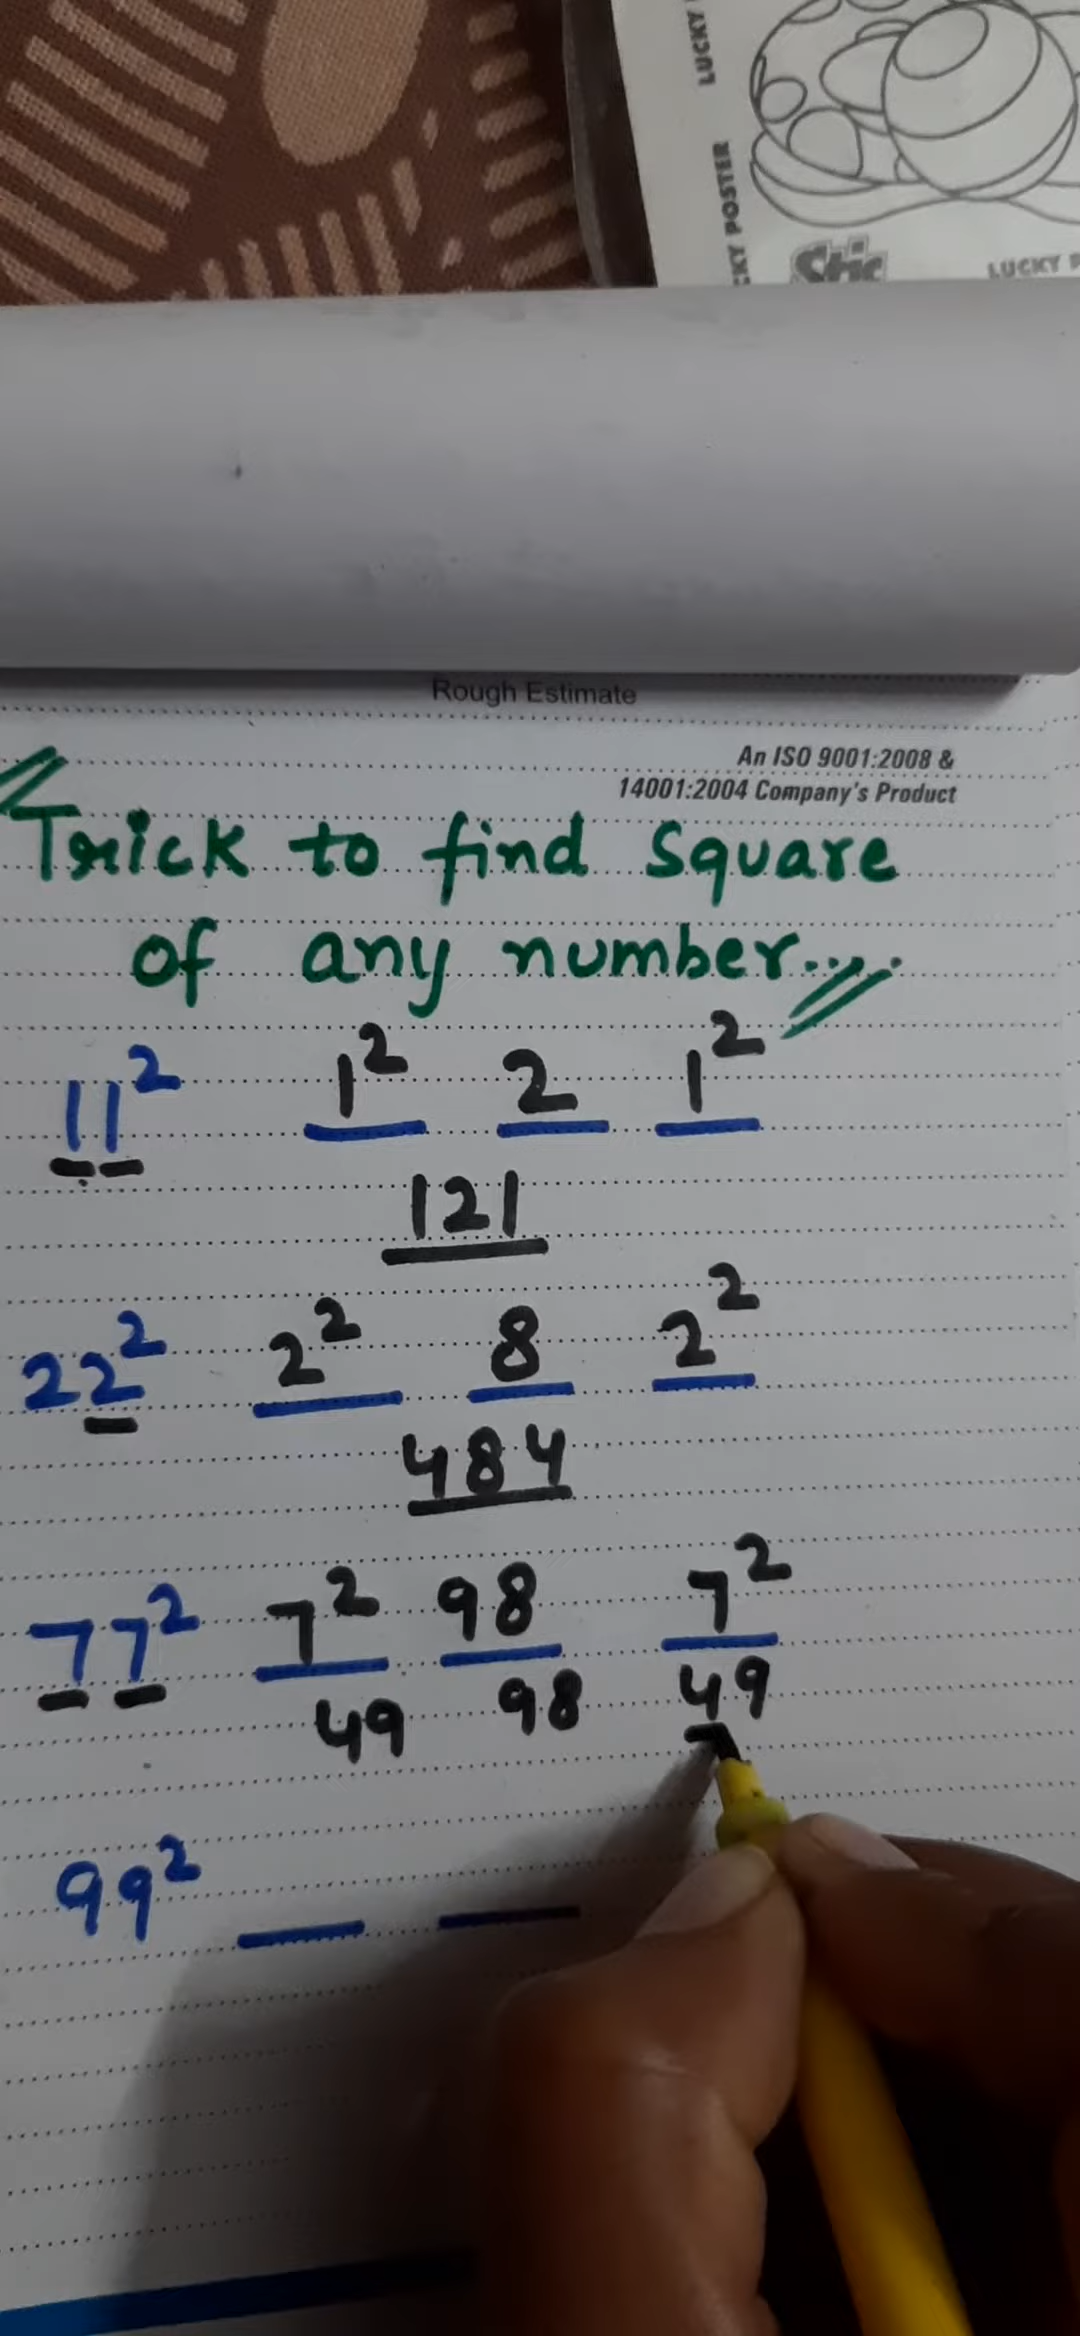 LUCKY
LUCKY POSTER
Stic
LUCKY P
Rough Estimate
An ISO 9001:2008 &
14001:2004 Company's Product
Trick to find Square
of any number....
11² 1² 2 1²
121
22² 2² 8 2²
484
77² 7² 98 7²
49 98 49
99²